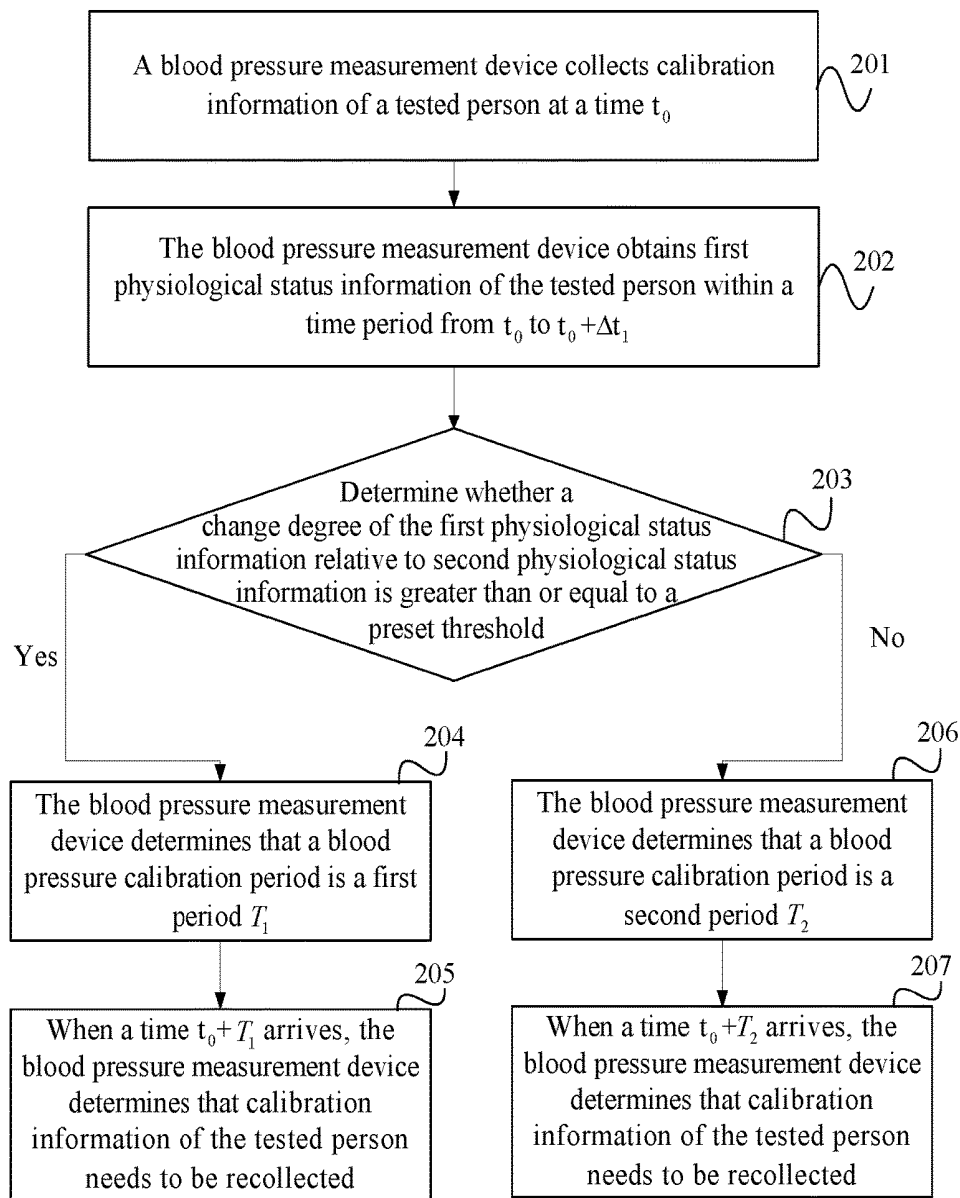 A blood pressure measurement device collects calibration
information of a tested person at a time t₀
201
The blood pressure measurement device obtains first
physiological status information of the tested person within a
time period from t₀ to t₀+Δt₁
202
Determine whether a
change degree of the first physiological status
information relative to second physiological status
information is greater than or equal to a
preset threshold
203
Yes
No
204
The blood pressure measurement
device determines that a blood
pressure calibration period is a first
period T₁
206
The blood pressure measurement
device determines that a blood
pressure calibration period is a
second period T₂
205
When a time t₀+T₁ arrives, the
blood pressure measurement device
determines that calibration
information of the tested person
needs to be recollected
207
When a time t₀+T₂ arrives, the
blood pressure measurement device
determines that calibration
information of the tested person
needs to be recollected